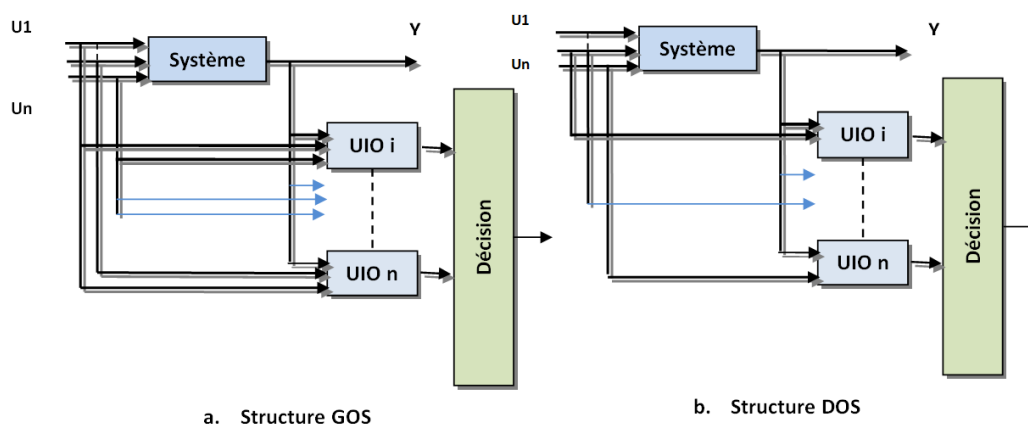 U1
Un
Système
Y
UIO i
UIO n
Décision
a. Structure GOS
U1
Un
Système
Y
UIO i
UIO n
Décision
b. Structure DOS